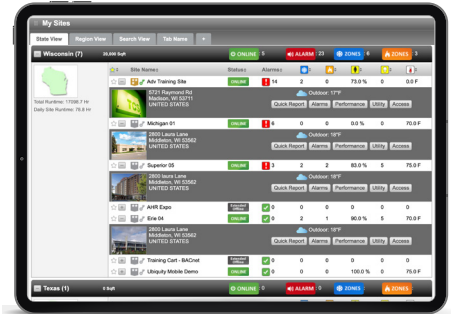 My Sites
State View Region View Search View Tab Name +
Wisconsin (7) 20,000 Sqft ONLINE 5 ALARM 23 ZONES 6 ZONES 3
Site Name Status Alarms
Adv Training Site ONLINE 14 2 0 73.0 % 0 0.0 F
5721 Raymond Rd
Madison, WI 53711
UNITED STATES
Outdoor: 17°F
Quick Report Alarms Performance Utility Access
Total Runtime: 17098.7 Hr
Daily Site Runtime: 79.8 Hr
Michigan 01 ONLINE 6 0 0 0.0 % 0 70.0 F
2800 Laura Lane
Middleton, WI 53562
UNITED STATES
Outdoor: 18°F
Quick Report Alarms Performance Utility Access
Superior 05 ONLINE 3 2 2 83.0 % 5 75.0 F
2800 laura Lane
Middleton, WI 53562
UNITED STATES
Outdoor: 18°F
Quick Report Alarms Performance Utility Access
AHR Expo Offline 0 0 0 0 0 0
Erie 04 ONLINE 0 2 1 90.0 % 0 70.0 F
2800 Laura Lane
Middleton, WI 53562
UNITED STATES
Outdoor: 18°F
Quick Report Alarms Performance Utility Access
Training Cart - BACnet Offline 0 0 0 0 0 0
Ubiquity Mobile Demo ONLINE 0 0 0 100.0 % 0 75.0 F
Texas (1) 0 Sqft ONLINE 0 ALARM 0 ZONES 0 ZONES 0